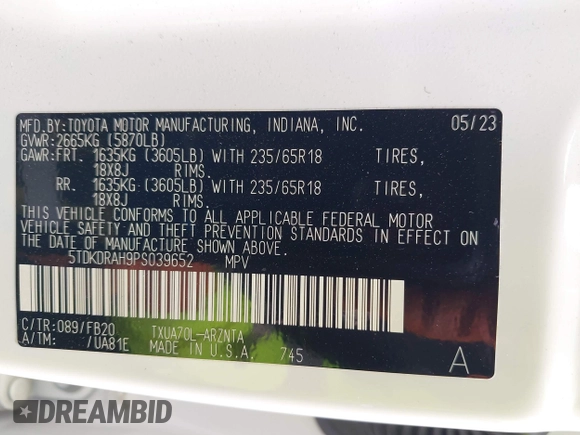 MFD.BY:TOYOTA MOTOR MANUFACTURING, INDIANA, INC. 05/23
GVWR:2665KG (5870LB)
GAWR:FRT. 1635KG (3605LB) WITH 235/65R18 TIRES,
18X8J RIMS.
RR. 1635KG (3605LB) WITH 235/65R18 TIRES,
18X8J RIMS.
THIS VEHICLE CONFORMS TO ALL APPLICABLE FEDERAL MOTOR
VEHICLE SAFETY AND THEFT PREVENTION STANDARDS IN EFFECT ON
THE DATE OF MANUFACTURE SHOWN ABOVE.
5TDKDRAH9PS039652 MPV
C/TR:089/FB20 TXUA70L-ARZNTA
A/TM: /UA81E MADE IN U.S.A. 745 A
DREAMBID